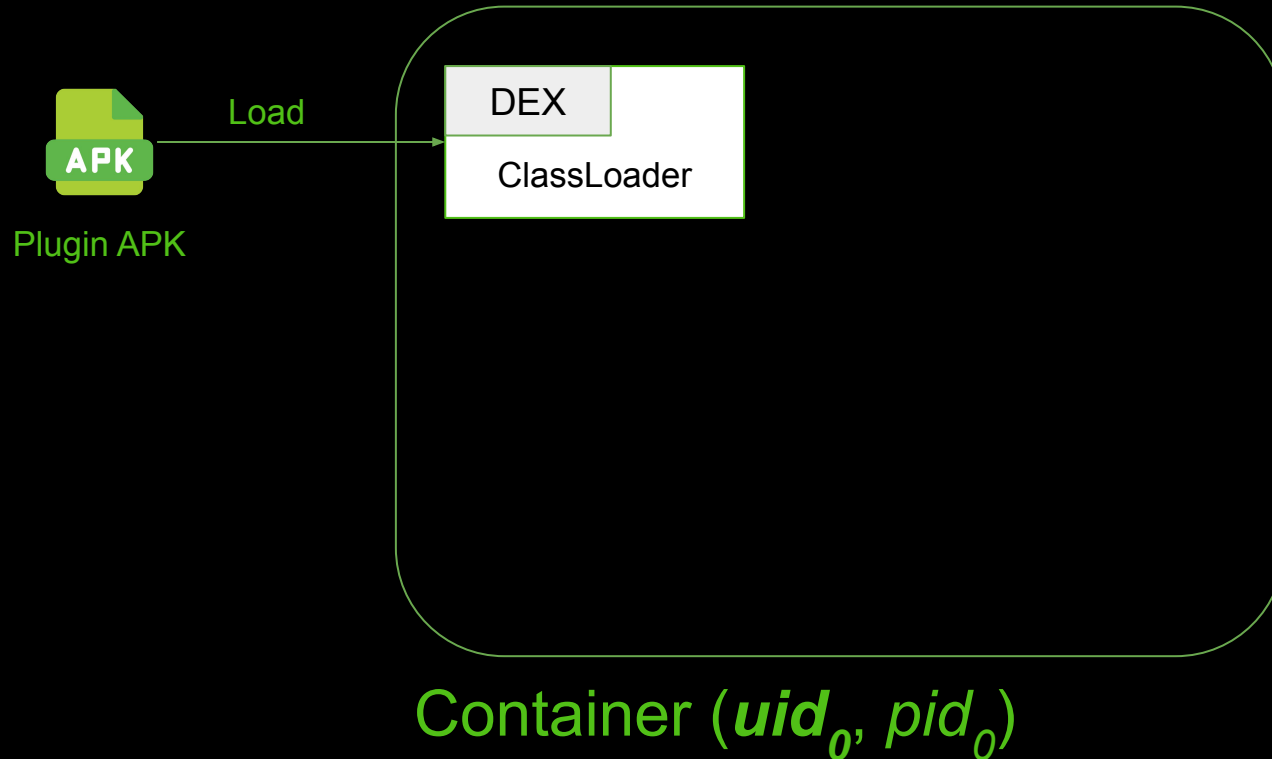 Load
APK
Plugin APK
DEX
ClassLoader
Container (uid0, pid0)